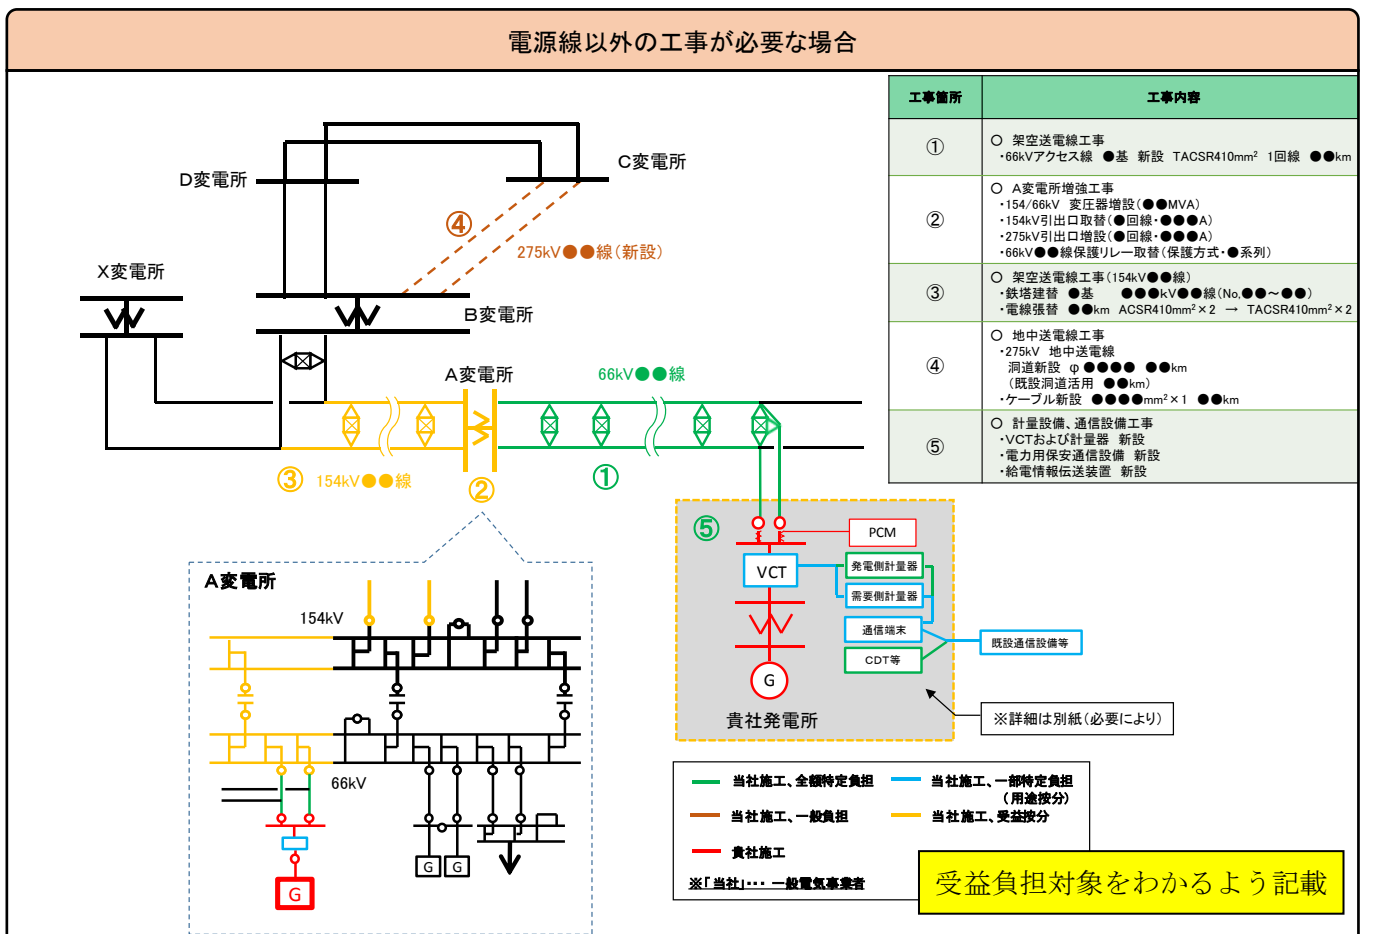 電源線以外の工事が必要な場合
工事箇所 工事内容
① ○ 架空送電線工事
・66kVアクセス線 ●基 新設 TACSR410mm² 1回線 ●●km
② ○ A変電所増強工事
・154/66kV 変圧器増設(●●MVA)
・154kV引出口取替(●回線・●●●A)
・275kV引出口増設(●回線・●●●A)
・66kV●●線保護リレー取替(保護方式・●系列)
③ ○ 架空送電線工事(154kV●●線)
・鉄塔建替 ●基 ●●●kV●●線(No,●●~●●)
・電線張替 ●●km ACSR410mm²×2 → TACSR410mm²×2
④ ○ 地中送電線工事
・275kV 地中送電線
洞道新設 φ●●●● ●●km
(既設洞道活用 ●●km)
・ケーブル新設 ●●●●mm²×1 ●●km
⑤ ○ 計量設備、通信設備工事
・VCTおよび計量器 新設
・電力用保安通信設備 新設
・給電情報伝送装置 新設
C変電所
D変電所
④
275kV●●線(新設)
X変電所
B変電所
A変電所
66kV●●線
③ 154kV●●線
②
①
⑤
PCM
VCT
発電側計量器
需要側計量器
通信端末
CDT等
既設通信設備等
G
貴社発電所
※詳細は別紙(必要により)
A変電所
154kV
66kV
G
G
G
当社施工、全額特定負担
当社施工、一部特定負担
(用途按分)
当社施工、一般負担
当社施工、受益按分
貴社施工
※「当社」・・・ 一般電気事業者
受益負担対象をわかるよう記載